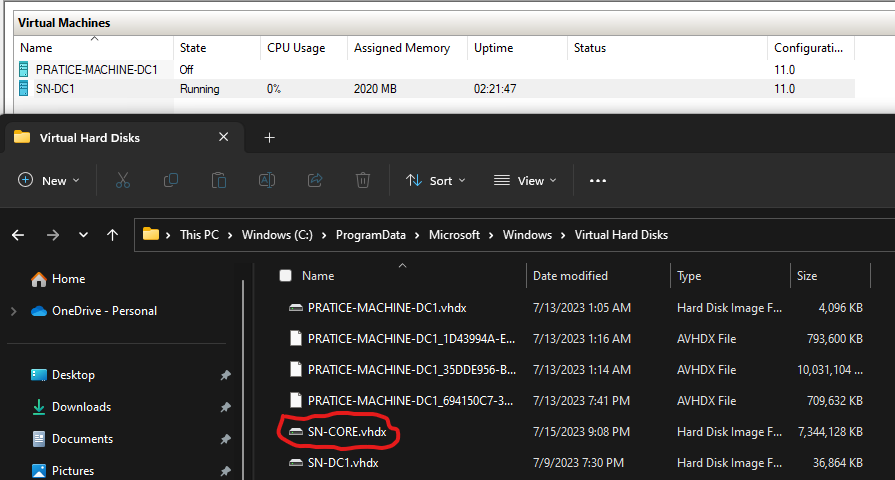 Virtual Machines
Name State CPU Usage Assigned Memory Uptime Status Configurati...
PRATICE-MACHINE-DC1 Off 11.0
SN-DC1 Running 0% 2020 MB 02:21:47 11.0
Virtual Hard Disks
New Sort View
This PC > Windows (C:) > ProgramData > Microsoft > Windows > Virtual Hard Disks
Home
OneDrive - Personal
Desktop
Downloads
Documents
Pictures
Name Date modified Type Size
PRATICE-MACHINE-DC1.vhdx 7/13/2023 1:05 AM Hard Disk Image F... 4,096 KB
PRATICE-MACHINE-DC1_1D43994A-E... 7/13/2023 1:16 AM AVHDX File 793,600 KB
PRATICE-MACHINE-DC1_35DDE956-B... 7/13/2023 1:14 AM AVHDX File 10,031,104 ...
PRATICE-MACHINE-DC1_694150C7-3... 7/13/2023 7:41 PM AVHDX File 709,632 KB
SN-CORE.vhdx 7/15/2023 9:08 PM Hard Disk Image F... 7,344,128 KB
SN-DC1.vhdx 7/9/2023 7:30 PM Hard Disk Image F... 36,864 KB